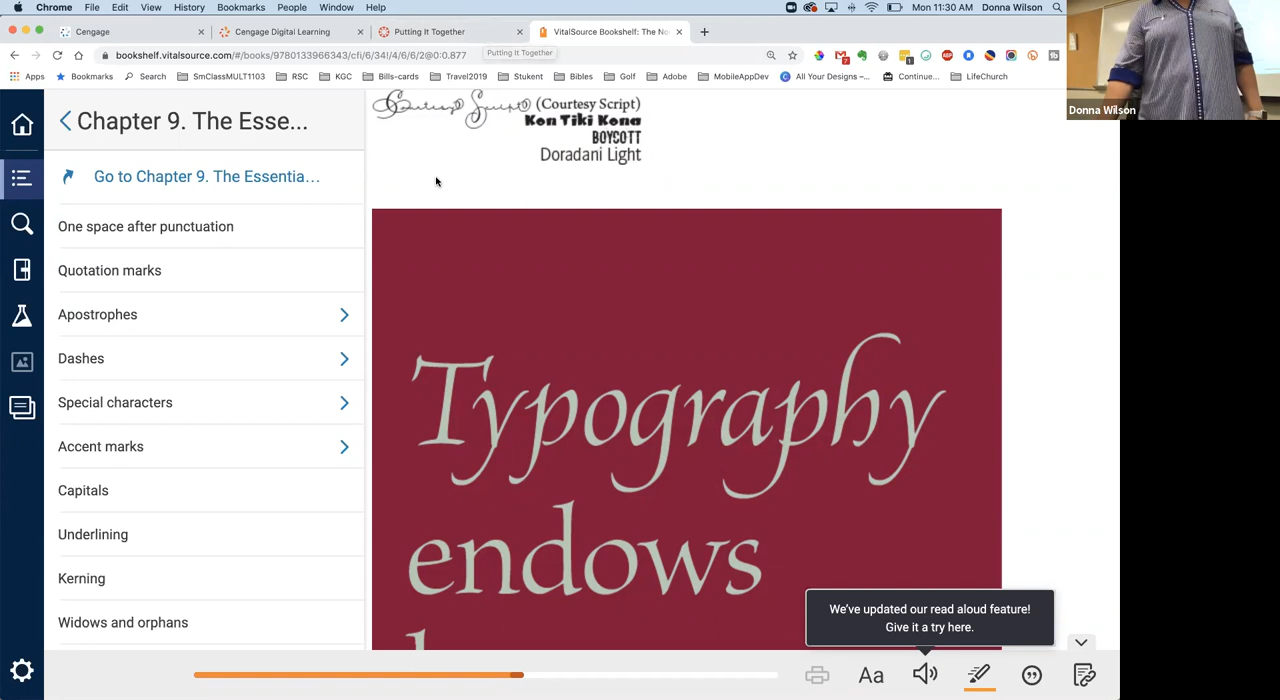 Chrome File Edit View History Bookmarks People Window Help Mon 11:30 AM Donna Wilson
Cengage Cengage Digital Learning Putting It Together VitalSource Bookshelf: The No
bookshelf.vitalsource.com/#/books/9780133966343/cfi/6/34!/4/6/6/2@0:0.877
Putting It Together
Apps Bookmarks Search SmClassMULT1103 RSC KGC Bills-cards Travel2019 Stukent Bibles Golf Adobe MobileAppDev All Your Designs –... Continue... LifeChurch
Donna Wilson
Chapter 9. The Esse...
Go to Chapter 9. The Essentia...
One space after punctuation
Quotation marks
Apostrophes
Dashes
Special characters
Accent marks
Capitals
Underlining
Kerning
Widows and orphans
Courtesy Script (Courtesy Script)
Kon Tiki Kona
BOYCOTT
Doradani Light
Typography
endows
We've updated our read aloud feature!
Give it a try here.
Aa